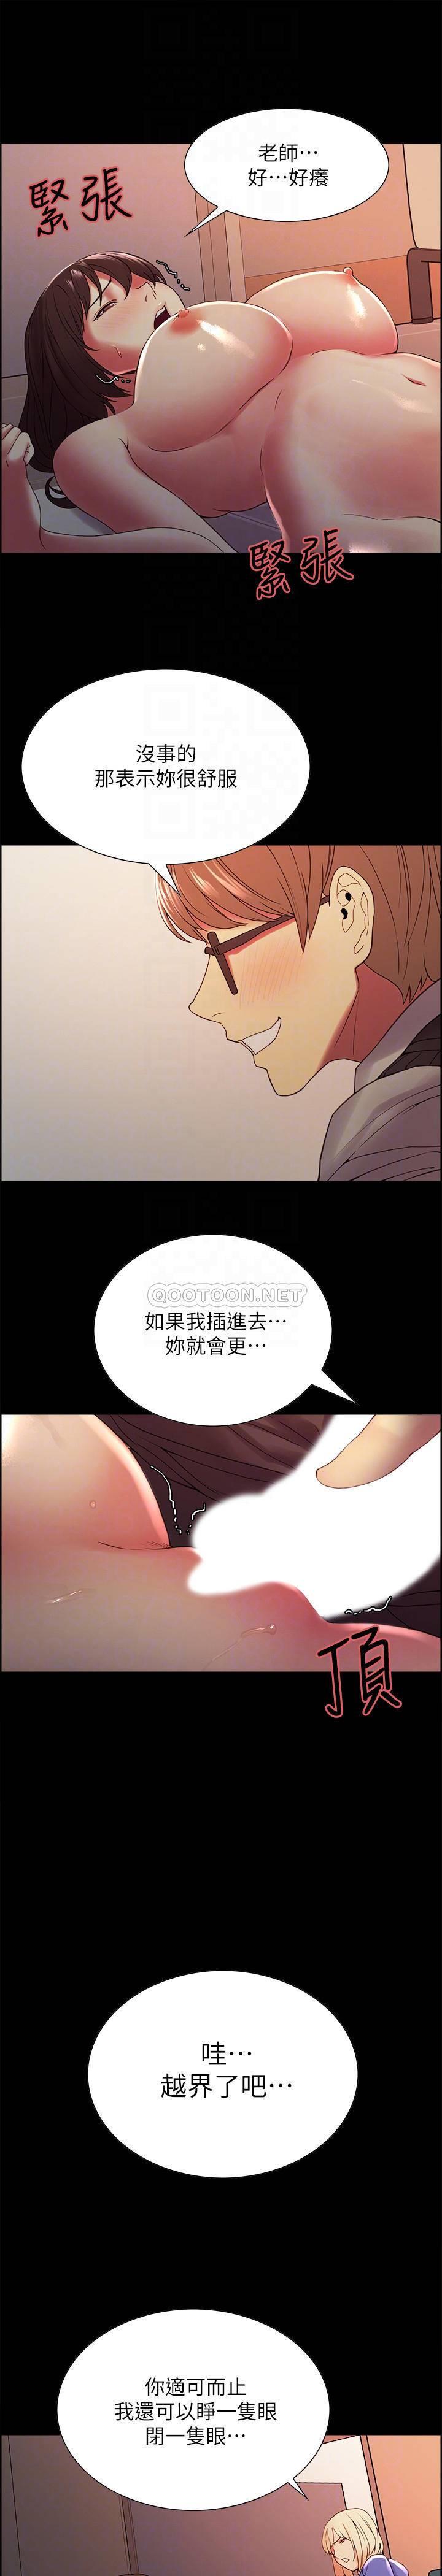 老師…
好…好癢
緊張
緊張
沒事的
那表示妳很舒服
QOOTOON.NET
如果我插進去…
妳就會更…
頂
哇…
越界了吧…
你適可而止
我還可以睜一隻眼
閉一隻眼…